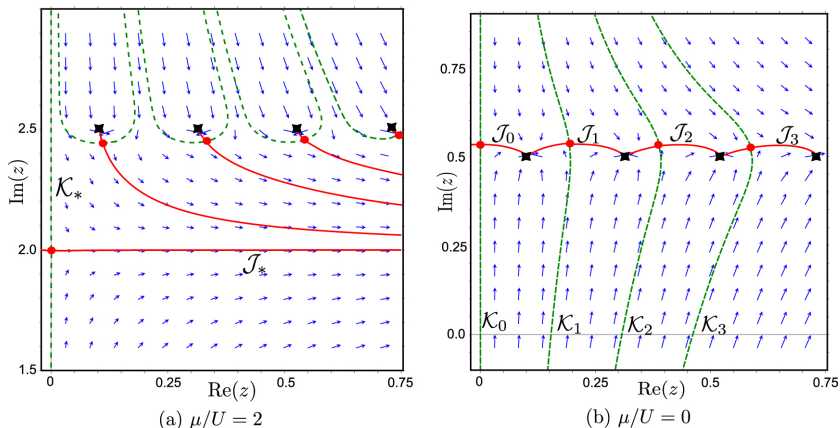 2.5
2.0
1.5
Im(z)
𝒦*
𝒥*
0
0.25
0.5
0.75
Re(z)
(a) μ/U = 2
0.75
0.5
0.25
0.0
Im(z)
𝒥0
𝒥1
𝒥2
𝒥3
𝒦0
𝒦1
𝒦2
𝒦3
0
0.25
0.5
0.75
Re(z)
(b) μ/U = 0